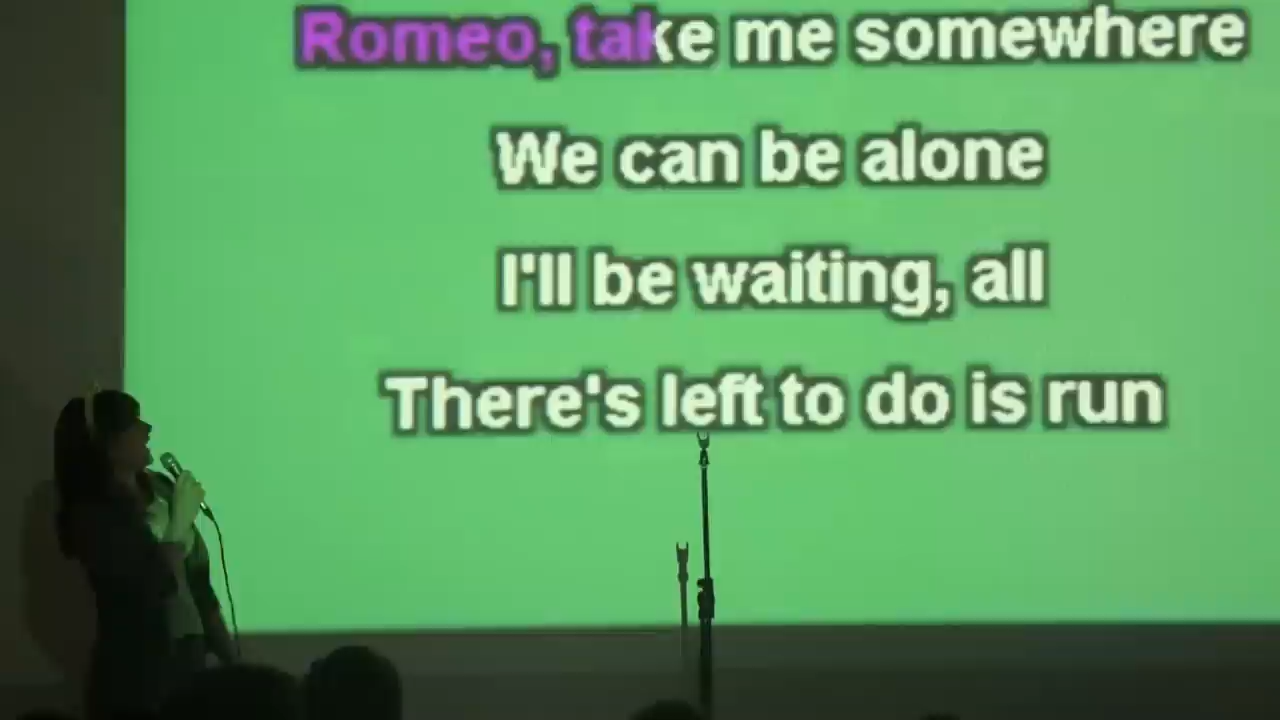 Romeo, take me somewhere
We can be alone
I'll be waiting, all
There's left to do is run